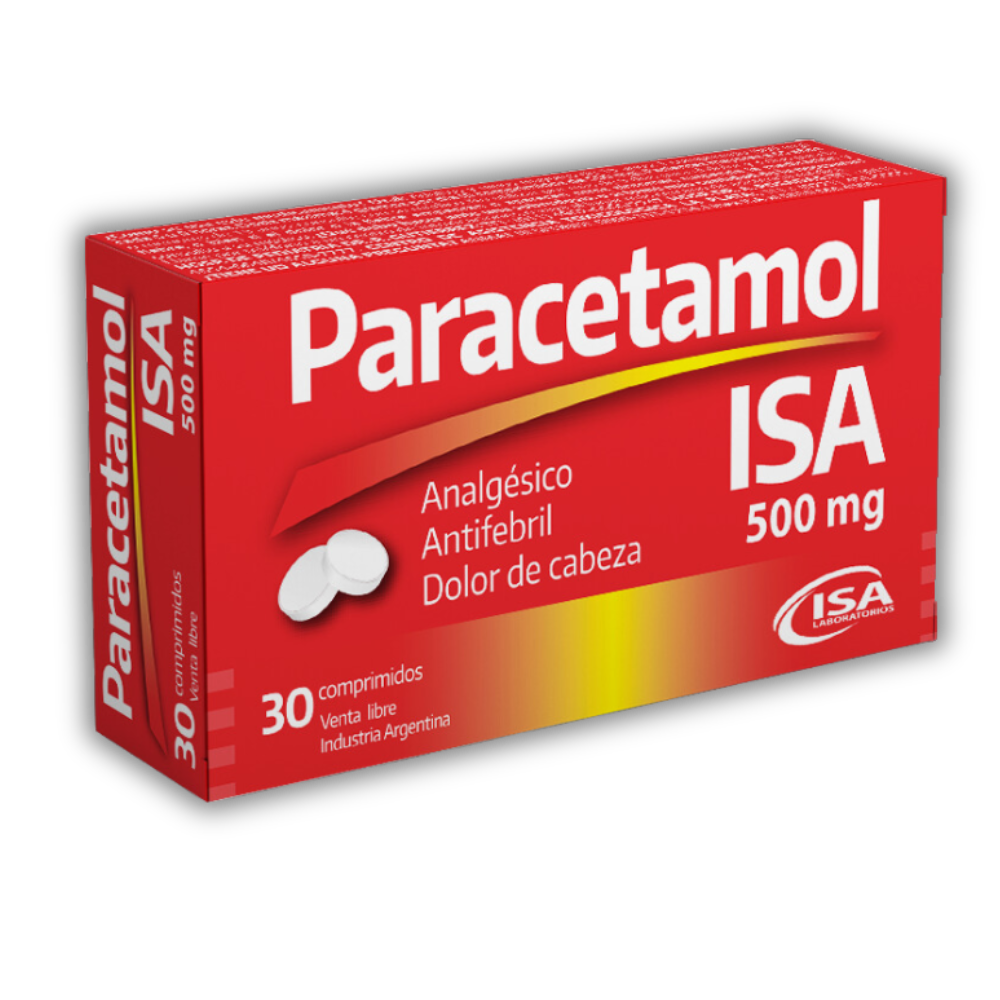 Paracetamol
ISA
500 mg
Analgésico
Antifebril
Dolor de cabeza
ISA
LABORATORIOS
30 comprimidos
Venta libre
Industria Argentina
Paracetamol
ISA
500 mg
30 comprimidos
Venta libre